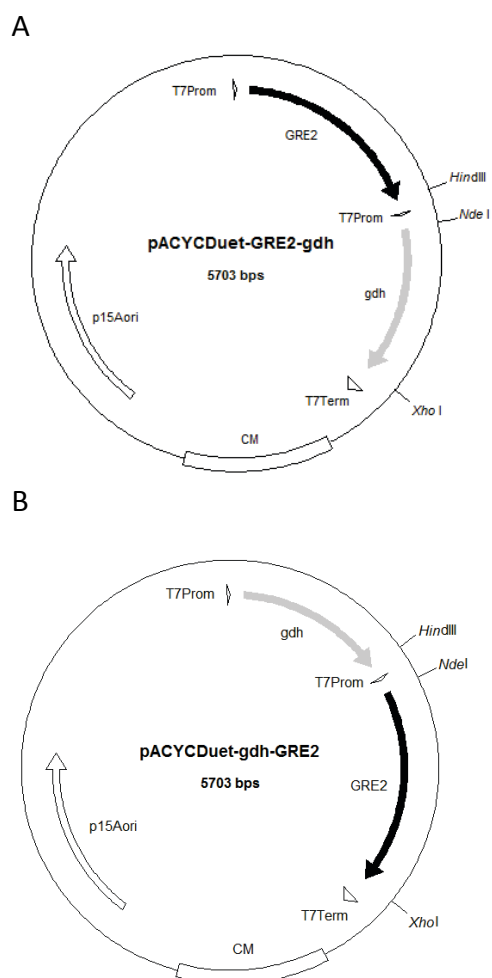 A
T7Prom
GRE2
HindIII
T7Prom
Nde I
pACYCDuet-GRE2-gdh
5703 bps
gdh
p15Aori
T7Term
Xho I
CM
B
T7Prom
gdh
HindIII
NdeI
T7Prom
pACYCDuet-gdh-GRE2
5703 bps
GRE2
p15Aori
T7Term
XhoI
CM